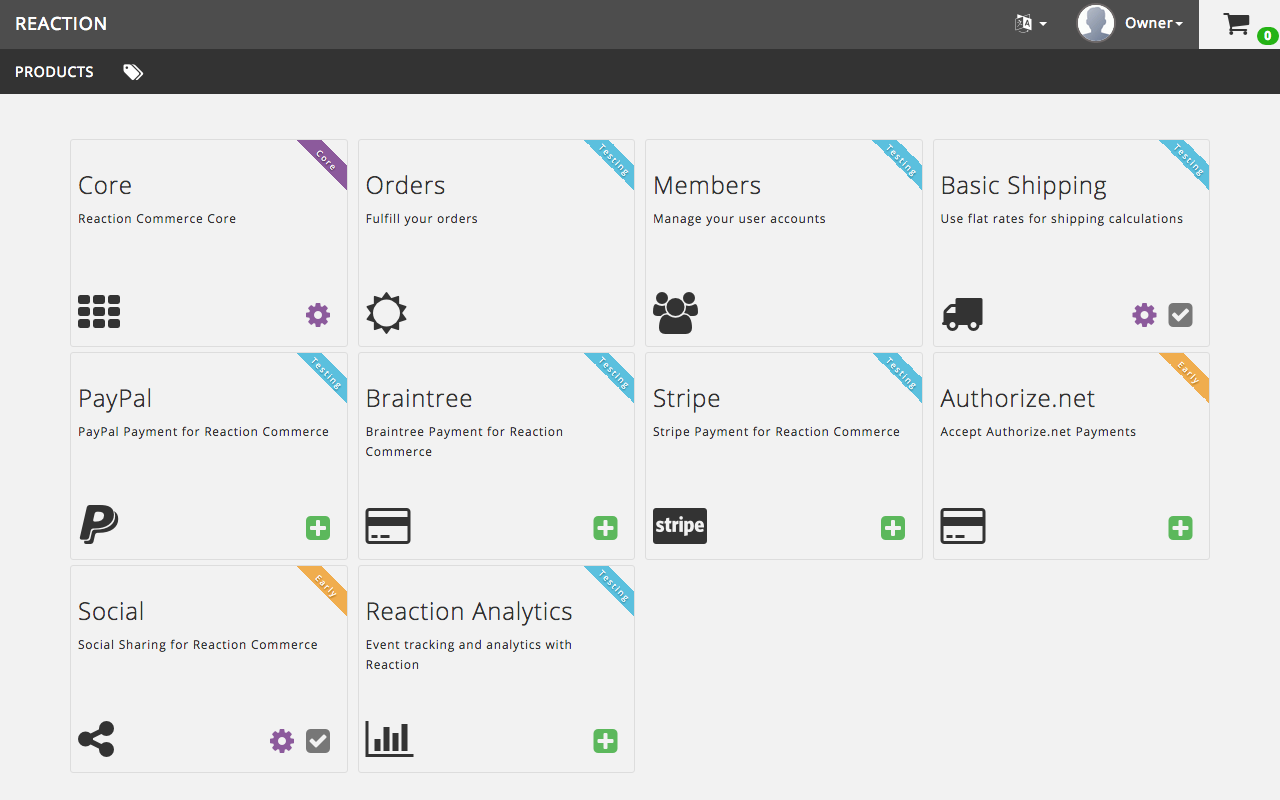 REACTION
Owner
0
PRODUCTS
Core
Core
Reaction Commerce Core
Testing
Orders
Fulfill your orders
Testing
Members
Manage your user accounts
Testing
Basic Shipping
Use flat rates for shipping calculations
Testing
PayPal
PayPal Payment for Reaction Commerce
Testing
Braintree
Braintree Payment for Reaction
Commerce
Testing
Stripe
Stripe Payment for Reaction Commerce
stripe
Early
Authorize.net
Accept Authorize.net Payments
Early
Social
Social Sharing for Reaction Commerce
Testing
Reaction Analytics
Event tracking and analytics with
Reaction